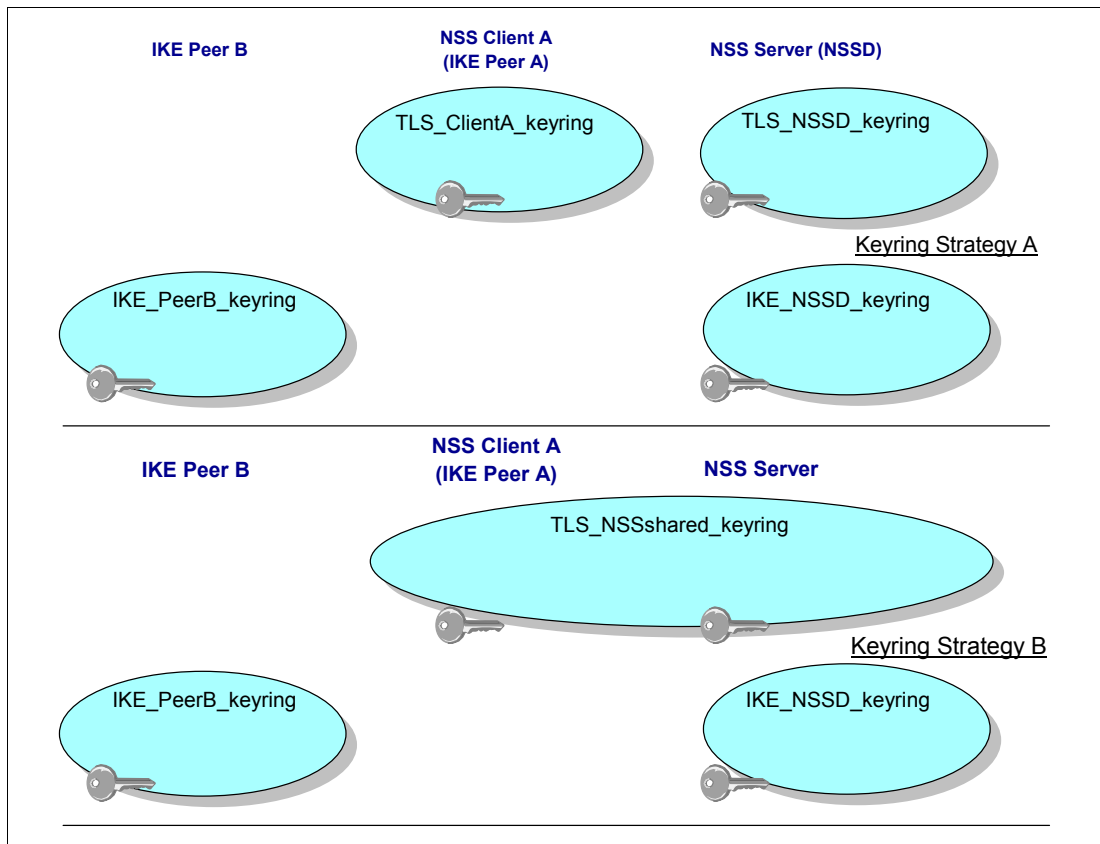 IKE Peer B
NSS Client A
(IKE Peer A)
NSS Server (NSSD)
TLS_ClientA_keyring
TLS_NSSD_keyring
Keyring Strategy A
IKE_PeerB_keyring
IKE_NSSD_keyring
IKE Peer B
NSS Client A
(IKE Peer A)
NSS Server
TLS_NSSshared_keyring
Keyring Strategy B
IKE_PeerB_keyring
IKE_NSSD_keyring